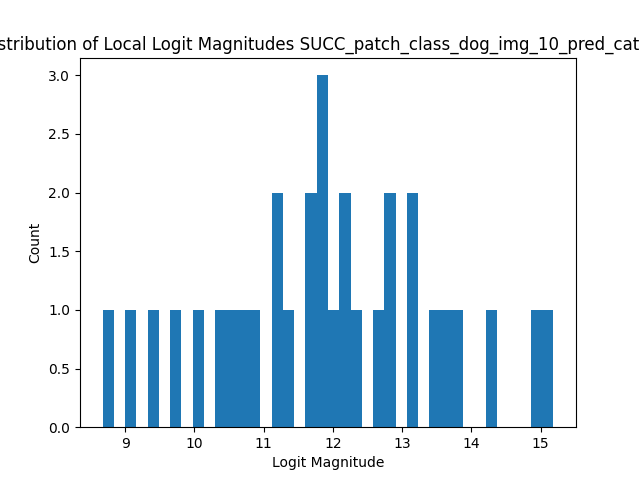 stribution of Local Logit Magnitudes SUCC_patch_class_dog_img_10_pred_cat
3.0
2.5
2.0
1.5
1.0
0.5
0.0
Count
9 10 11 12 13 14 15
Logit Magnitude